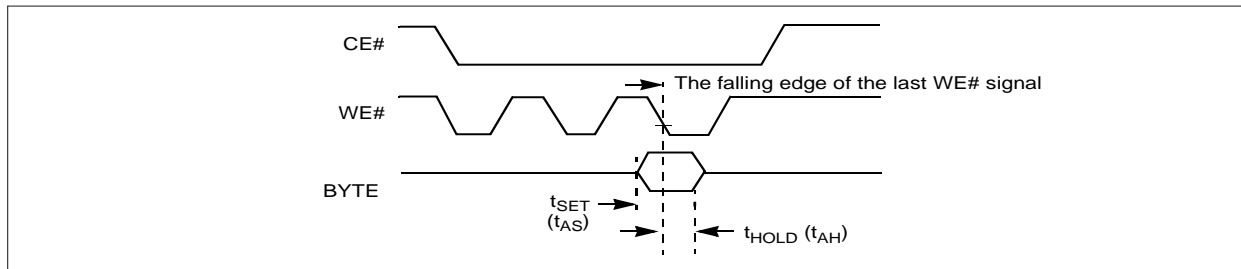 CE#
The falling edge of the last WE# signal
WE#
BYTE
tSET
(tAS)
tHOLD (tAH)